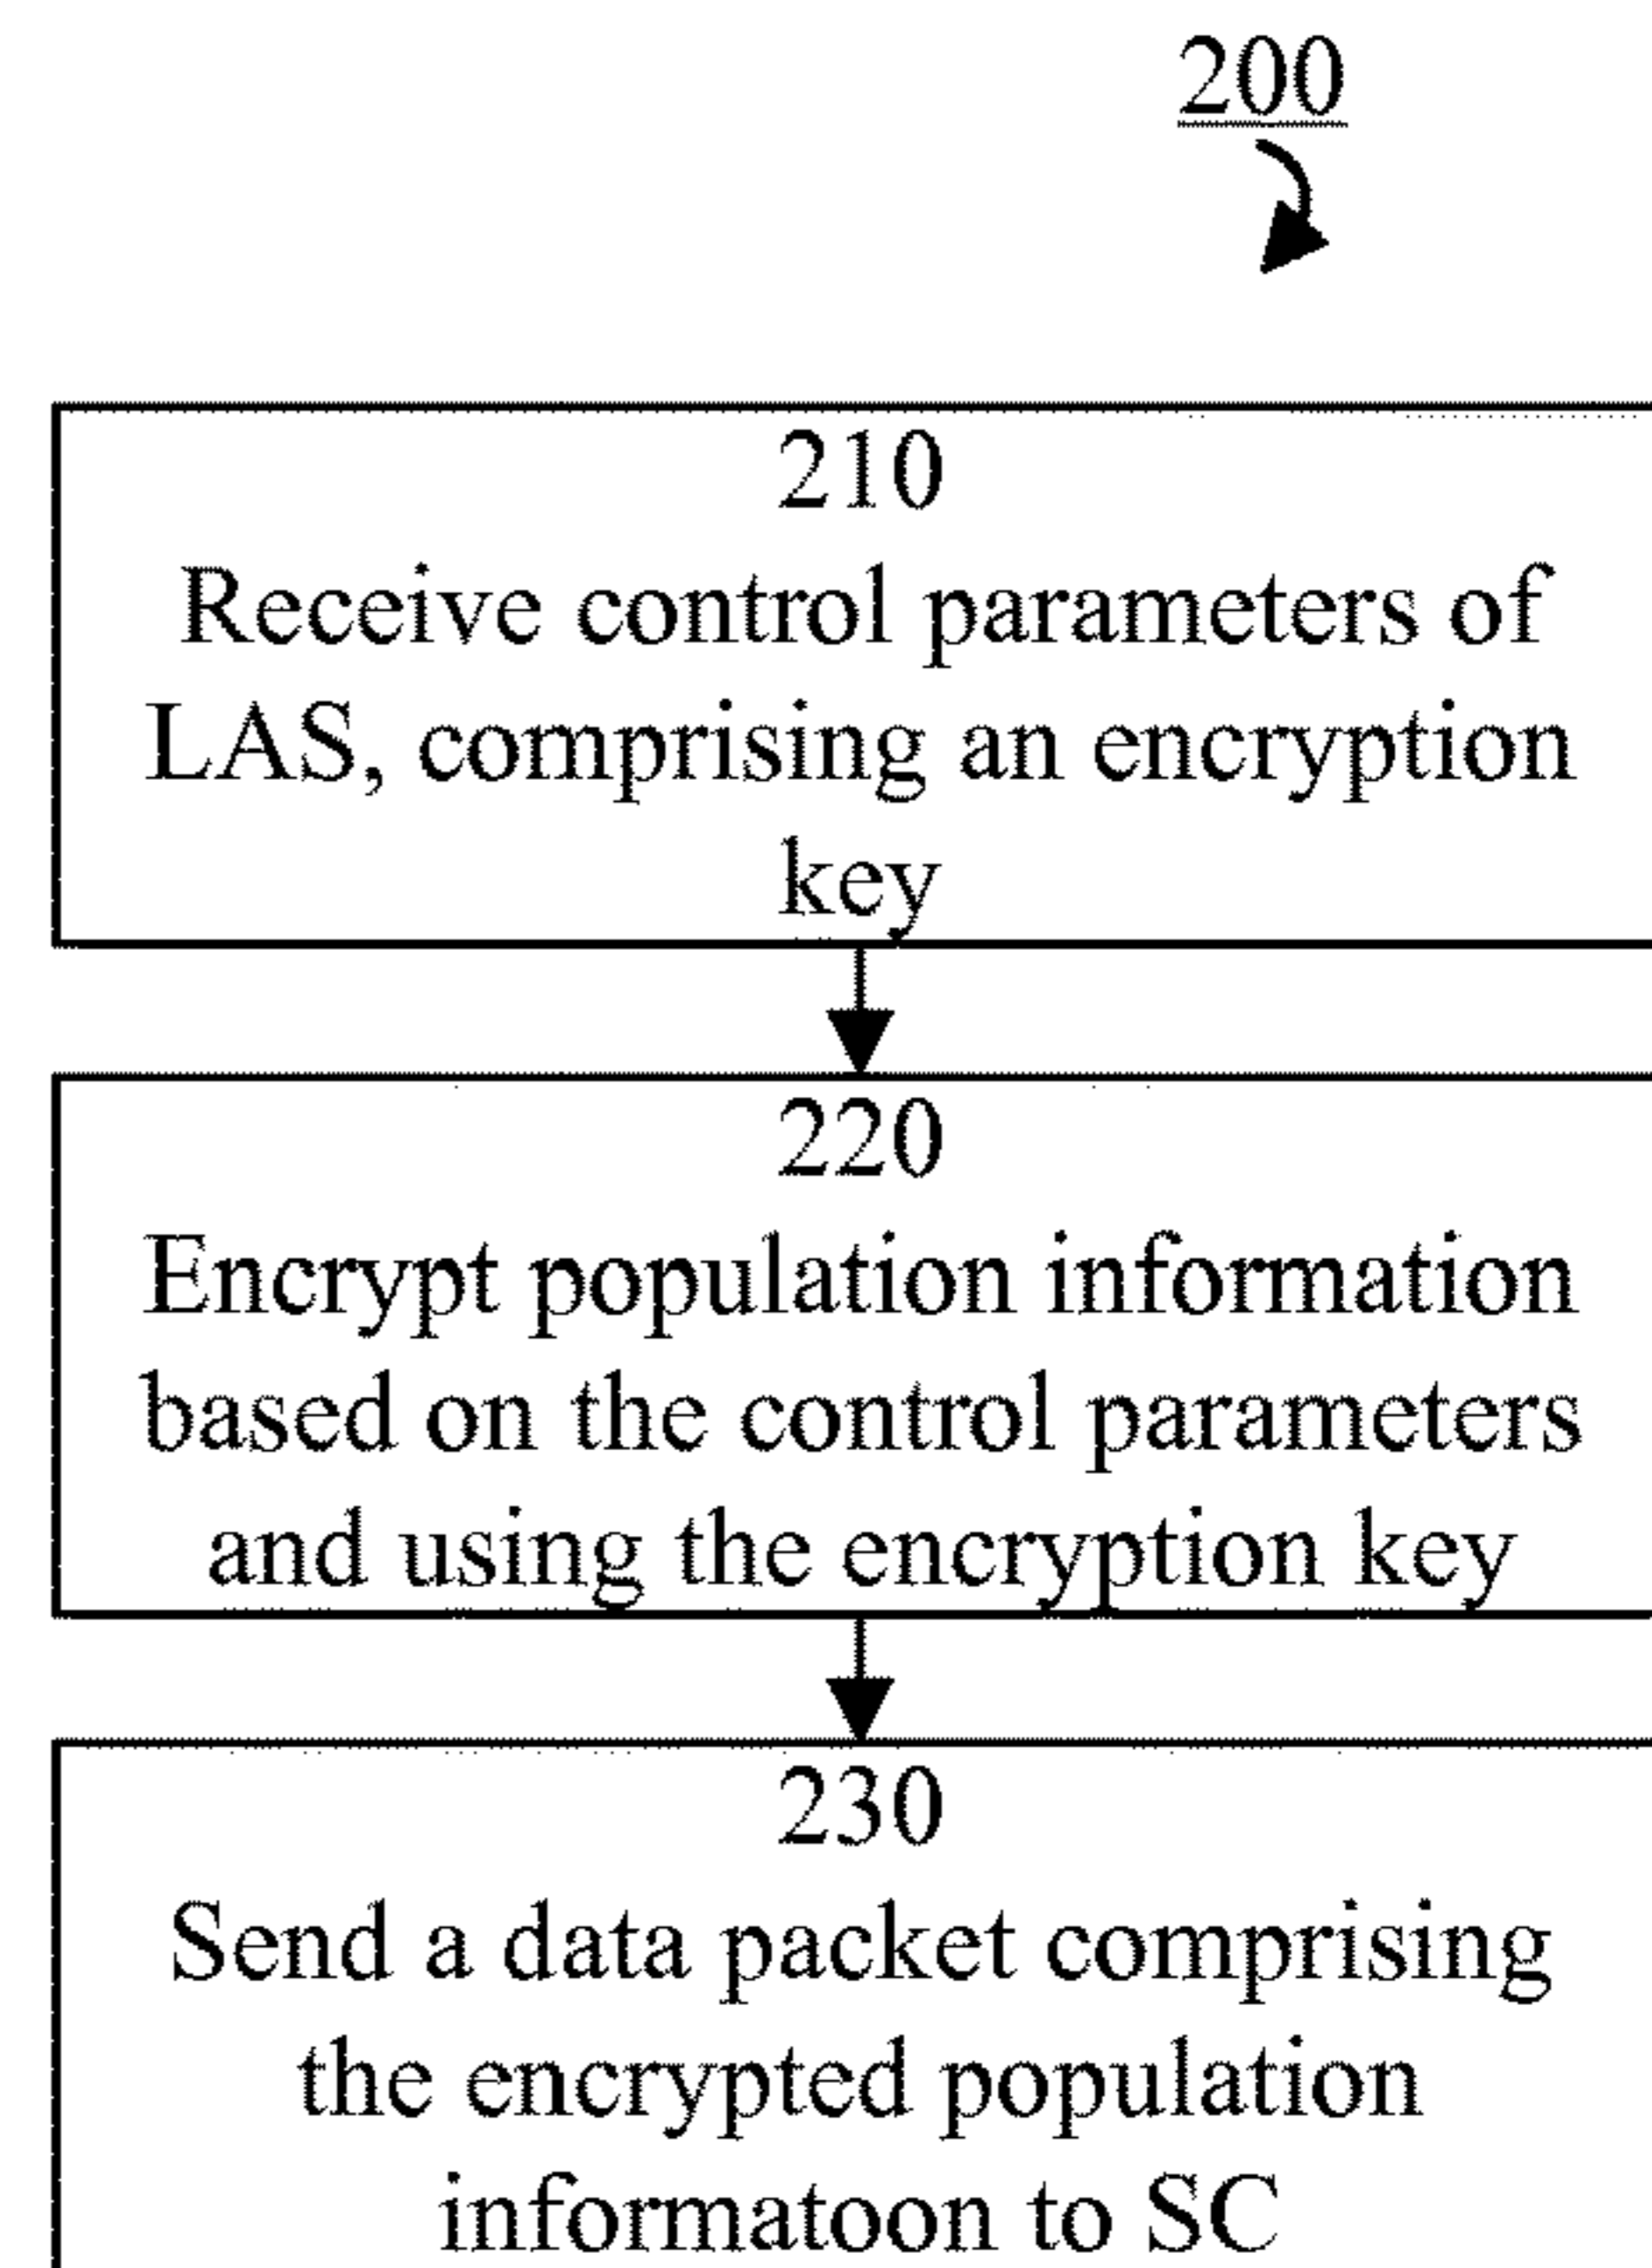 200
210
Receive control parameters of
LAS, comprising an encryption
key
220
Encrypt population information
based on the control parameters
and using the encryption key
230
Send a data packet comprising
the encrypted population
informatoon to SC